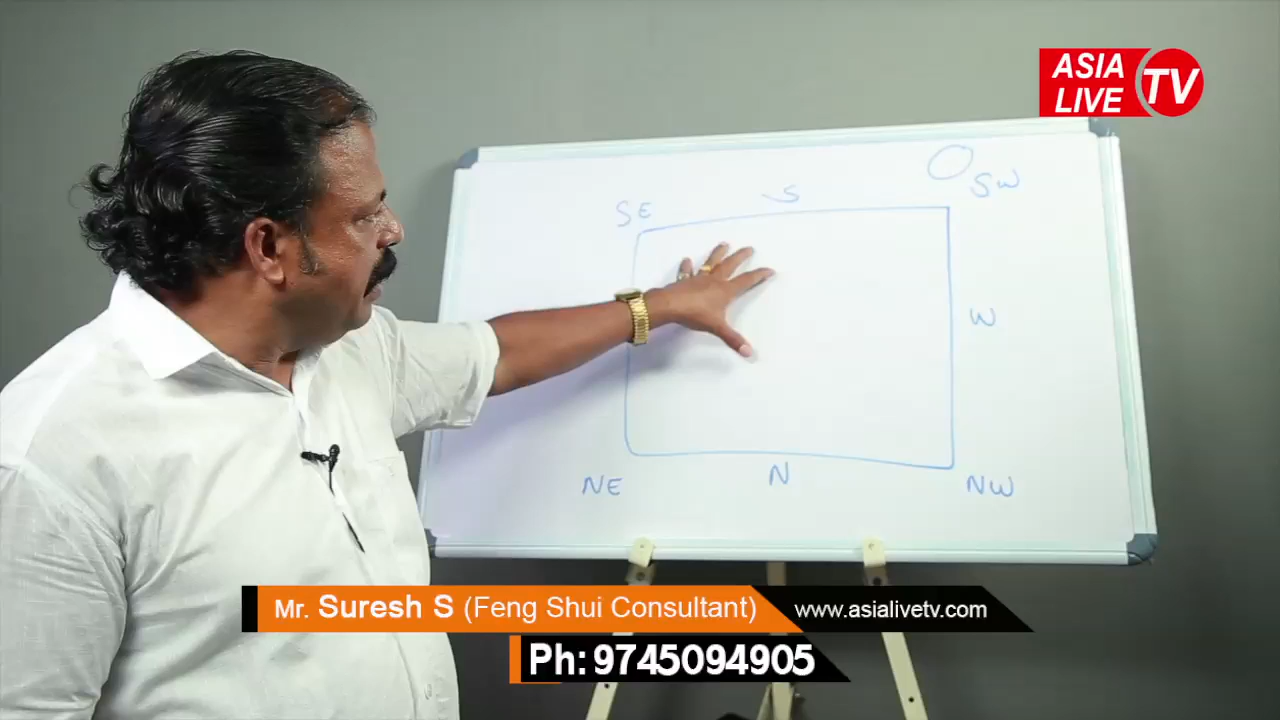 ASIA
LIVE TV
SE S SW
W
NE N NW
Mr. Suresh S (Feng Shui Consultant)
www.asialivetv.com
Ph: 9745094905